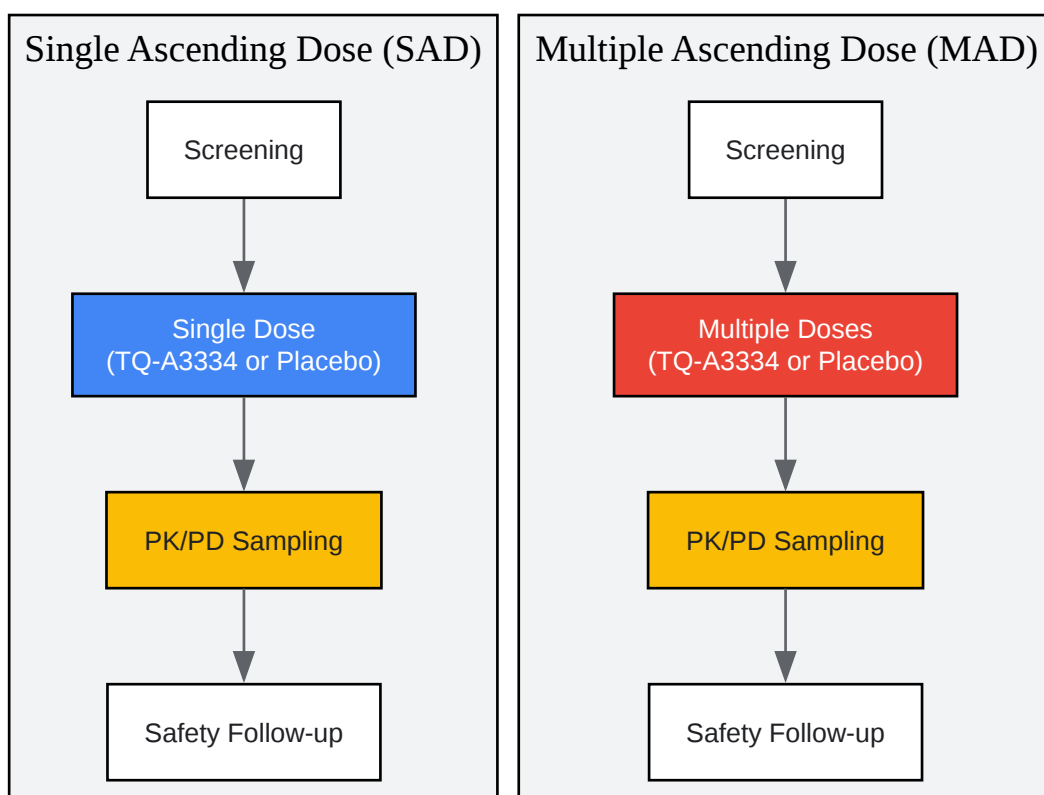 Single Ascending Dose (SAD)
Screening
Single Dose
(TQ-A3334 or Placebo)
PK/PD Sampling
Safety Follow-up
Multiple Ascending Dose (MAD)
Screening
Multiple Doses
(TQ-A3334 or Placebo)
PK/PD Sampling
Safety Follow-up